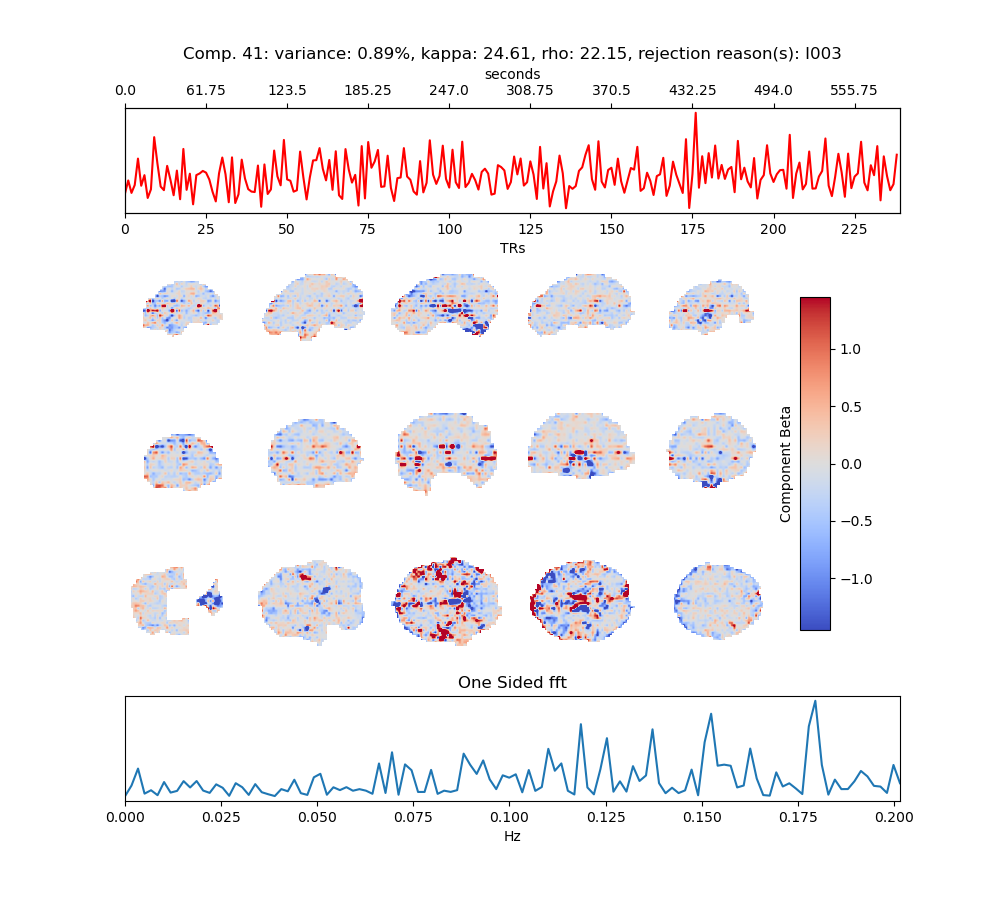 Comp. 41: variance: 0.89%, kappa: 24.61, rho: 22.15, rejection reason(s): I003
seconds
0.0 61.75 123.5 185.25 247.0 308.75 370.5 432.25 494.0 555.75
0 25 50 75 100 125 150 175 200 225
TRs
1.0
0.5
0.0
−0.5
−1.0
Component Beta
One Sided fft
0.000 0.025 0.050 0.075 0.100 0.125 0.150 0.175 0.200
Hz